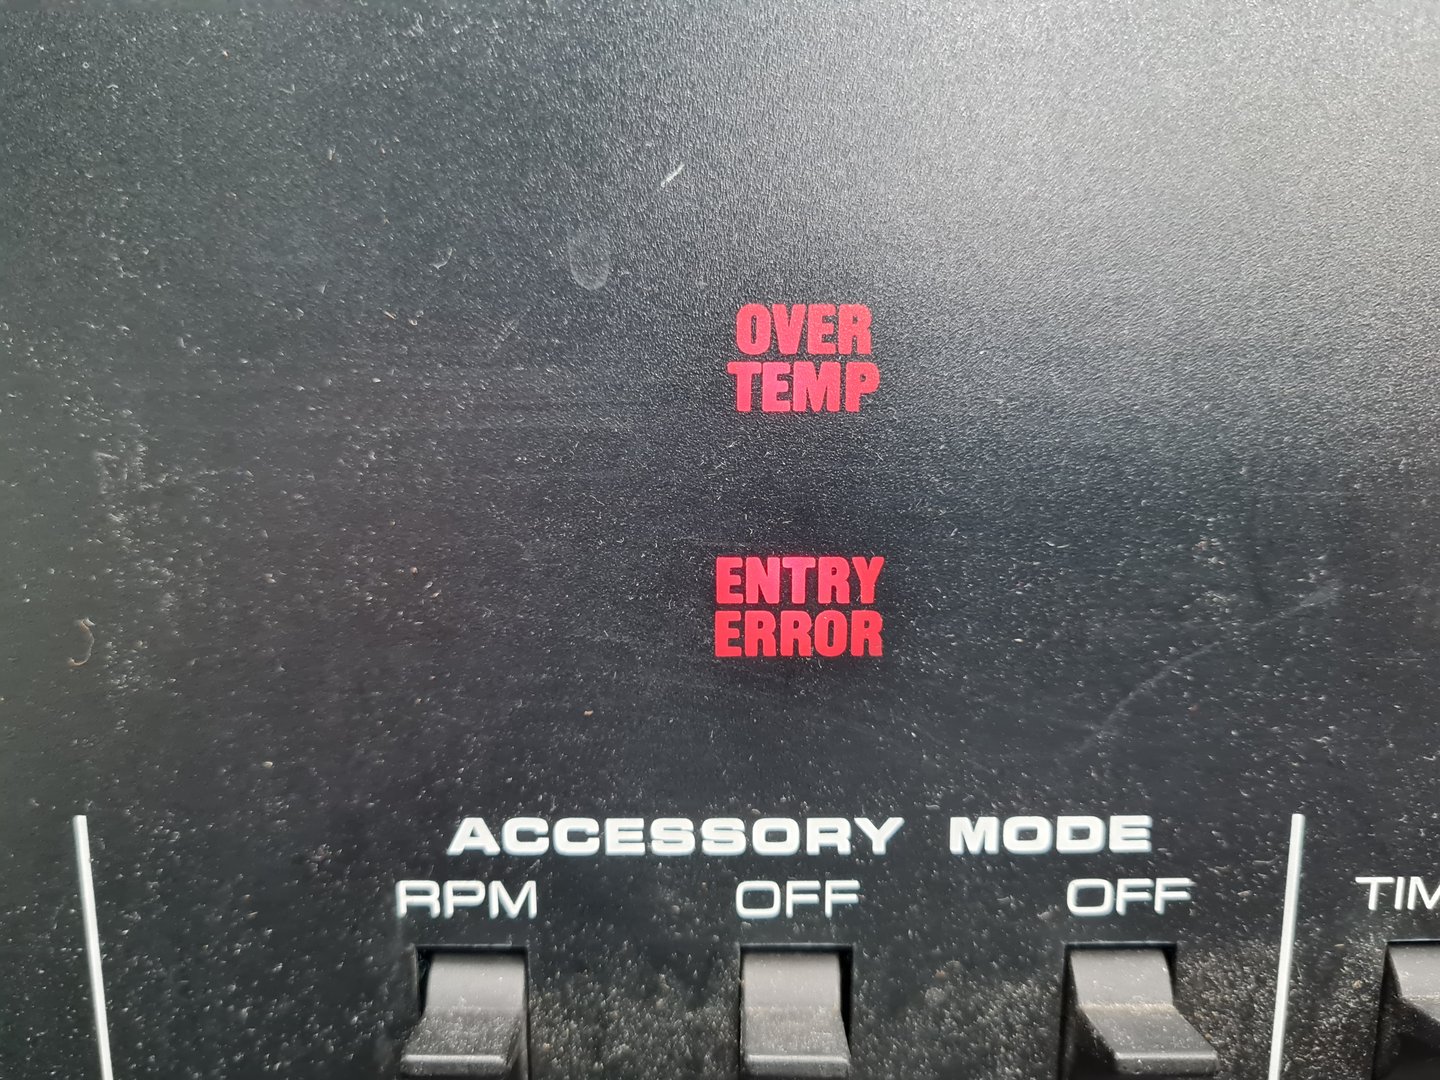 OVER
TEMP
ENTRY
ERROR
ACCESSORY MODE
RPM OFF OFF